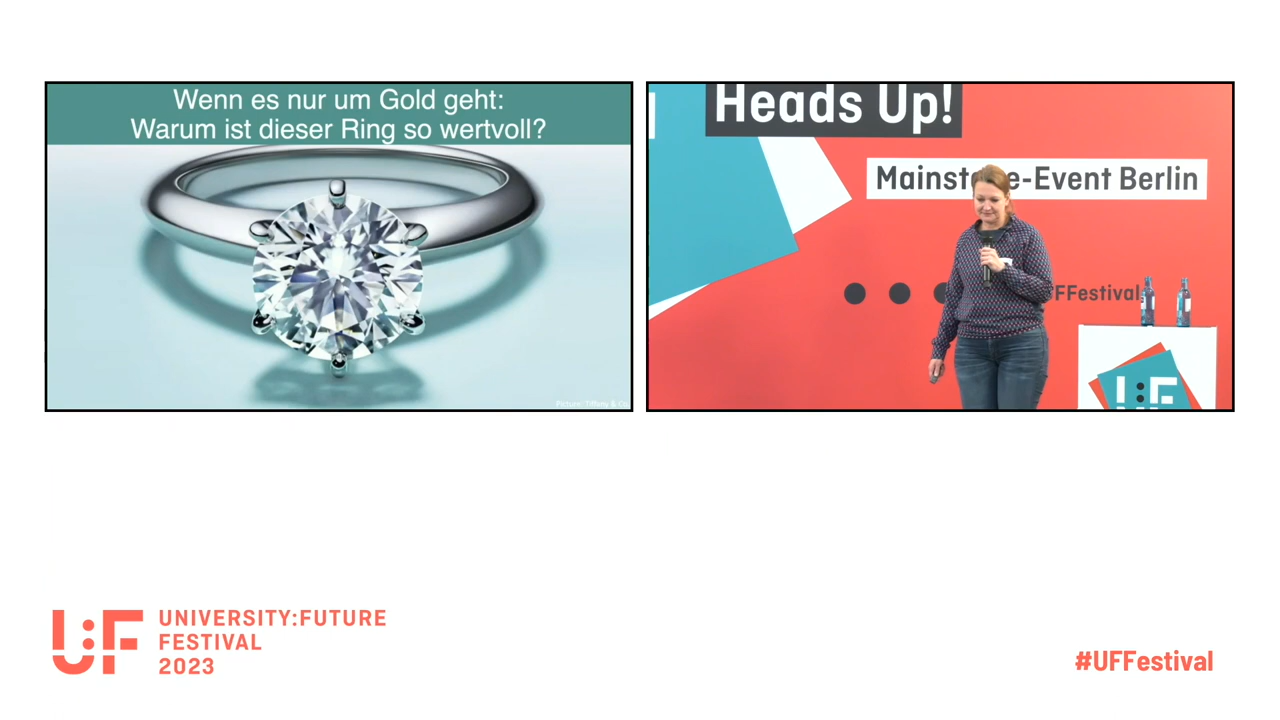 Wenn es nur um Gold geht:
Warum ist dieser Ring so wertvoll?
Picture: Tiffany & Co.
Heads Up!
Mainst e-Event Berlin
FFestival
U:F
U:F
UNIVERSITY:FUTURE
FESTIVAL
2023
#UFFestival